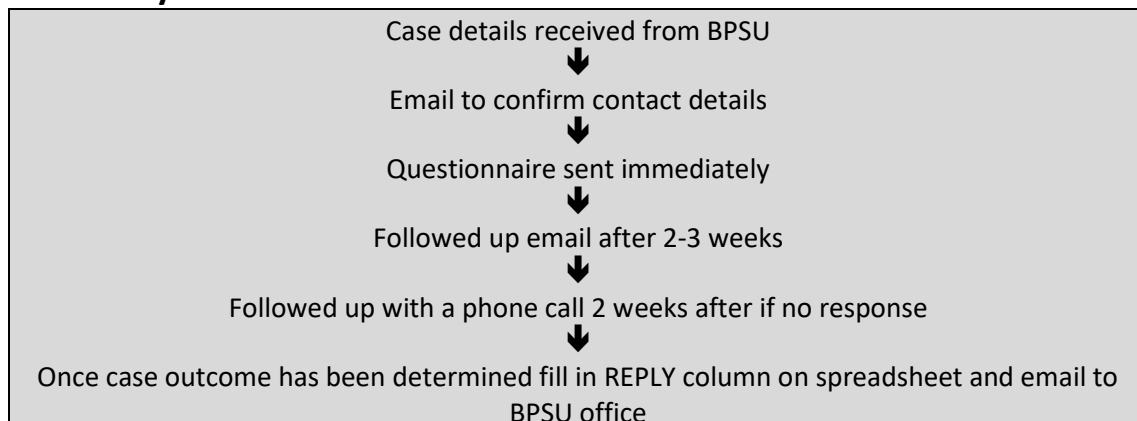 Case details received from BPSU
Email to confirm contact details
Questionnaire sent immediately
Followed up email after 2-3 weeks
Followed up with a phone call 2 weeks after if no response
Once case outcome has been determined fill in REPLY column on spreadsheet and email to
BPSU office